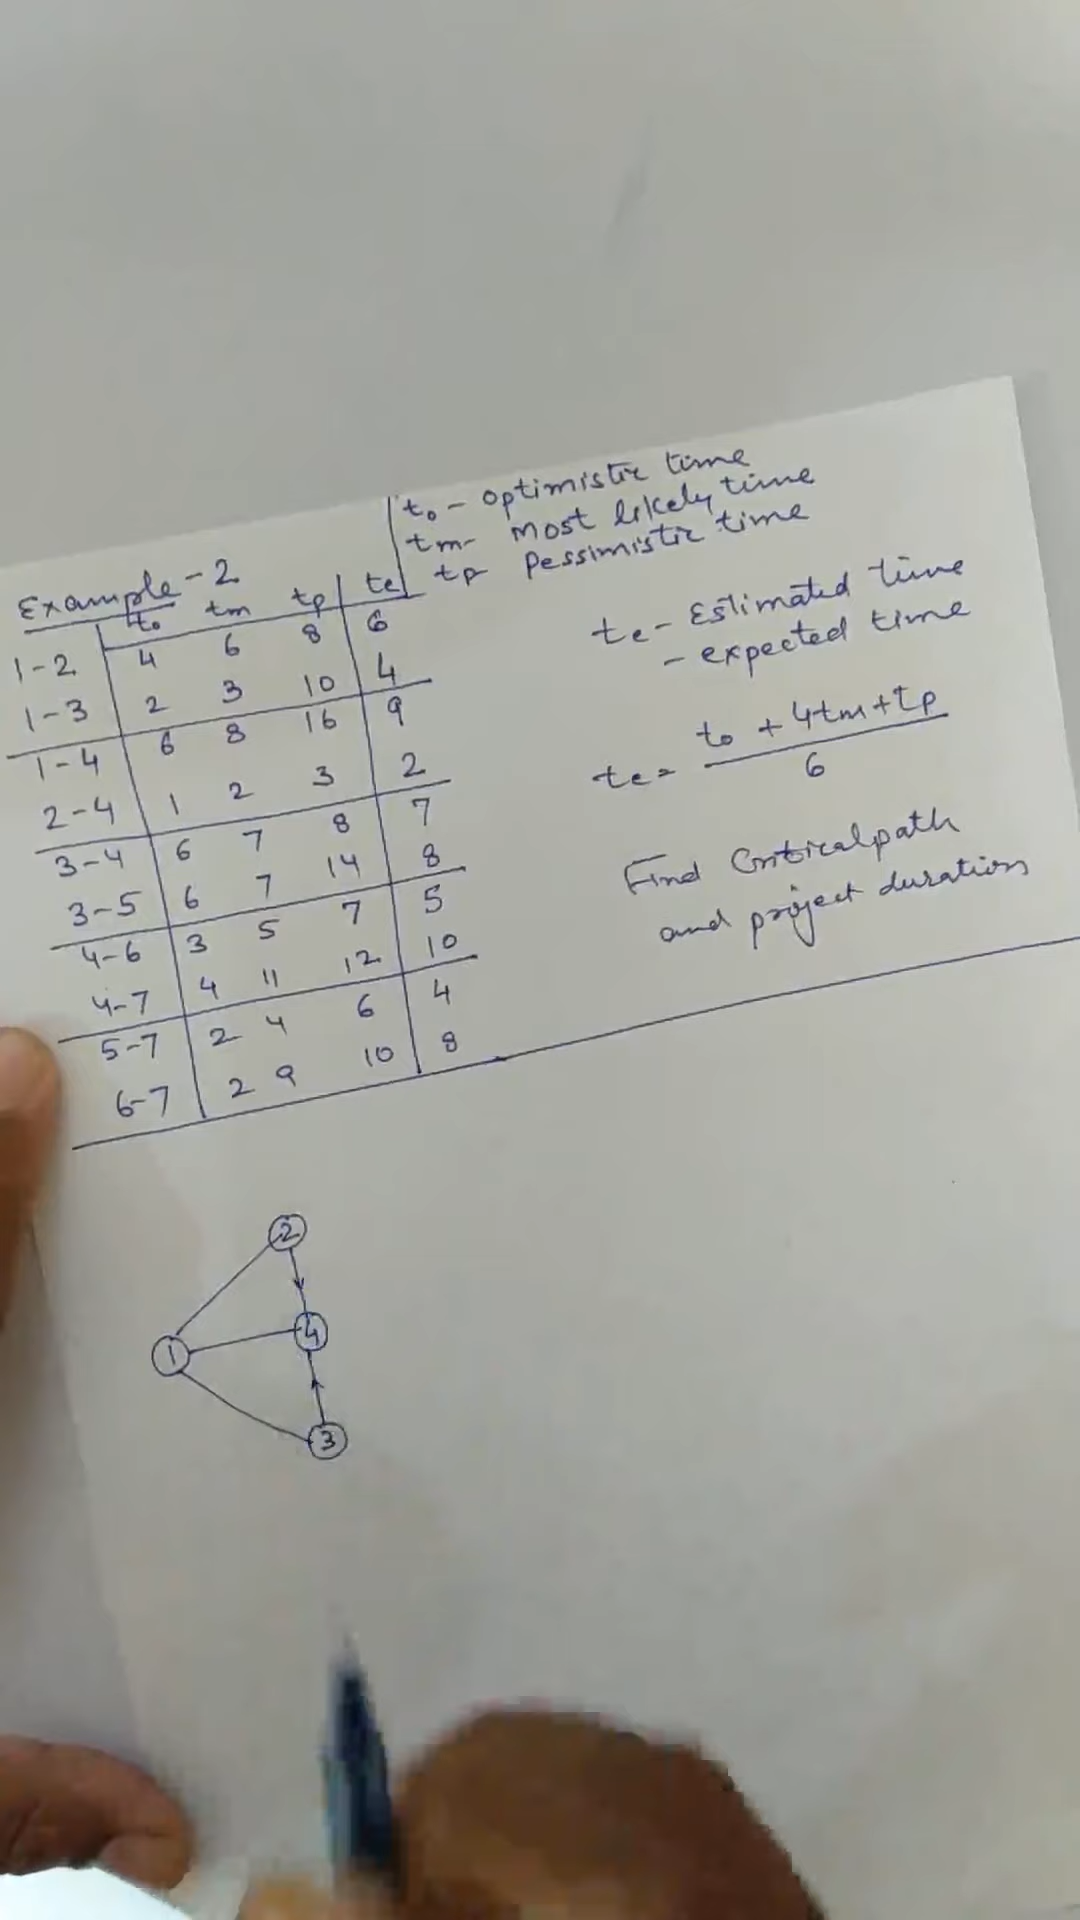 t₀ - optimistic time
tm - most likely time
tp pessimistic time
Example - 2
t₀ tm tp te
1-2 4 6 8 6
1-3 2 3 10 4
1-4 6 8 16 9
2-4 1 2 3 2
3-4 6 7 8 7
3-5 6 7 14 8
4-6 3 5 7 5
4-7 4 11 12 10
5-7 2 4 6 4
6-7 2 9 10 8
te - Estimated time
- expected time
te = t₀ + 4tm + tp
6
Find Critical path
and project duration
2
1 4
3